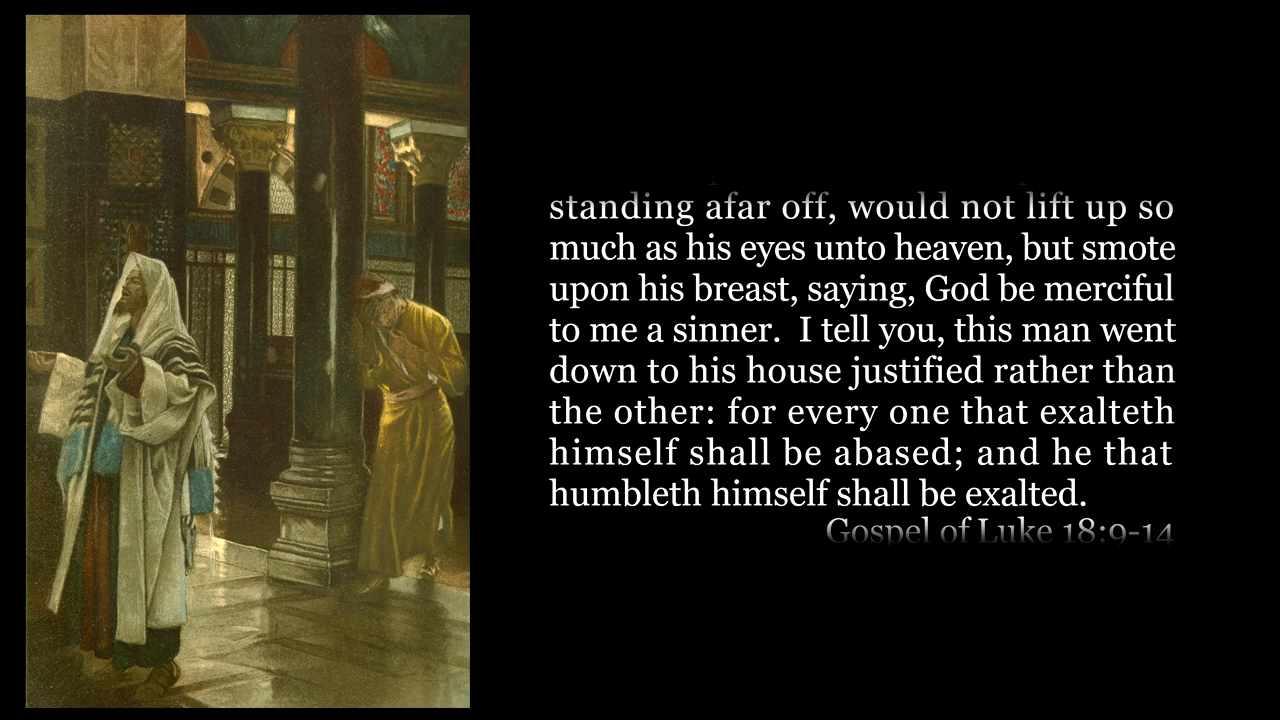 standing afar off, would not lift up so
much as his eyes unto heaven, but smote
upon his breast, saying, God be merciful
to me a sinner.  I tell you, this man went
down to his house justified rather than
the other: for every one that exalteth
himself shall be abased; and he that
humbleth himself shall be exalted.
Gospel of Luke 18:9-14